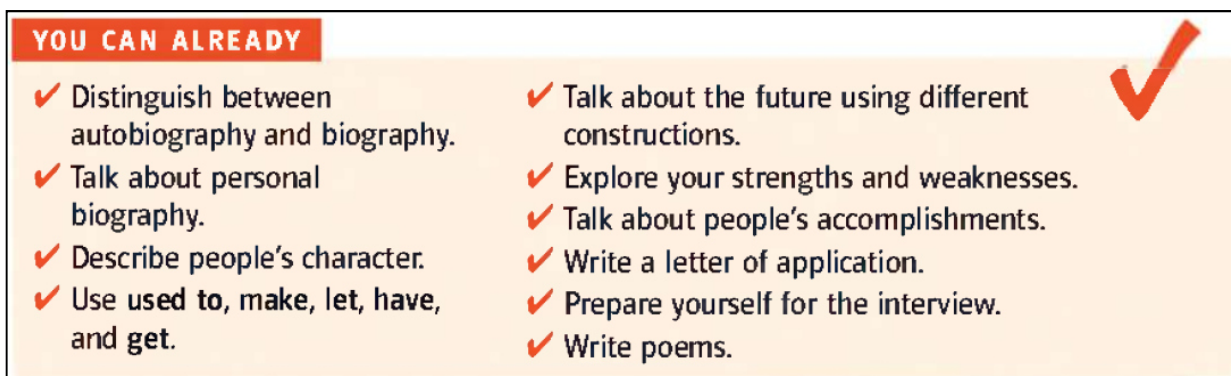 YOU CAN ALREADY
✔ Distinguish between
autobiography and biography.
✔ Talk about personal
biography.
✔ Describe people's character.
✔ Use used to, make, let, have,
and get.
✔ Talk about the future using different
constructions.
✔ Explore your strengths and weaknesses.
✔ Talk about people's accomplishments.
✔ Write a letter of application.
✔ Prepare yourself for the interview.
✔ Write poems.